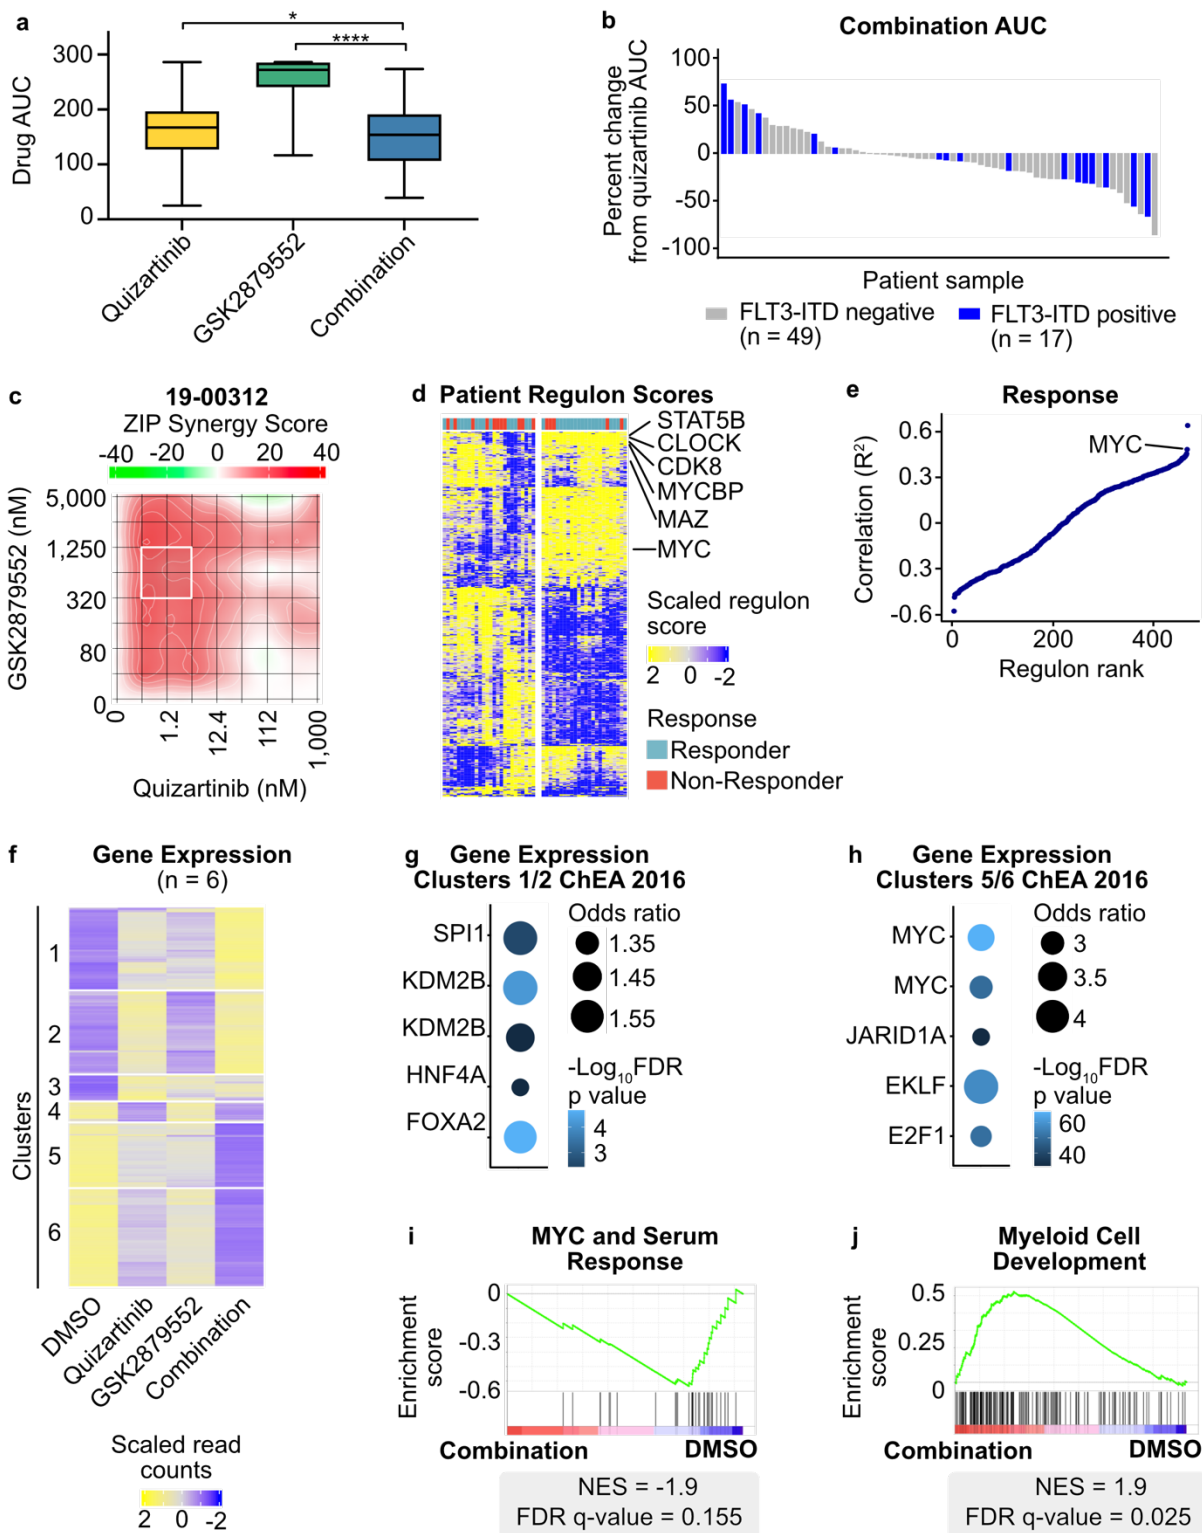 a
*
****
300
200
100
0
Drug AUC
Quizartinib
GSK2879552
Combination
b
Combination AUC
100
50
0
-50
-100
Percent change
from quizartinib AUC
Patient sample
FLT3-ITD negative
(n = 49)
FLT3-ITD positive
(n = 17)
c
19-00312
ZIP Synergy Score
-40 -20 0 20 40
5,000
1,250
320
80
0
GSK2879552 (nM)
0 1.2 12.4 112 1,000
Quizartinib (nM)
d Patient Regulon Scores
STAT5B
CLOCK
CDK8
MYCBP
MAZ
MYC
Scaled regulon
score
2 0 -2
Response
Responder
Non-Responder
e
Response
0.6
0.3
0
0.3
-0.6
Correlation (R2)
MYC
0 200 400
Regulon rank
f
Gene Expression
(n = 6)
Clusters
1
2
3
4
5
6
DMSO
Quizartinib
GSK2879552
Combination
Scaled read
counts
2 0 -2
g
Gene Expression
Clusters 1/2 ChEA 2016
SPI1
KDM2B
KDM2B
HNF4A
FOXA2
Odds ratio
1.35
1.45
1.55
-Log10FDR
p value
4
3
h
Gene Expression
Clusters 5/6 ChEA 2016
MYC
MYC
JARID1A
EKLF
E2F1
Odds ratio
3
3.5
4
-Log10FDR
p value
60
40
i
MYC and Serum
Response
0
-0.3
-0.6
Enrichment
score
Combination DMSO
NES = -1.9
FDR q-value = 0.155
j
Myeloid Cell
Development
0.5
0.25
0
Enrichment
score
Combination DMSO
NES = 1.9
FDR q-value = 0.025